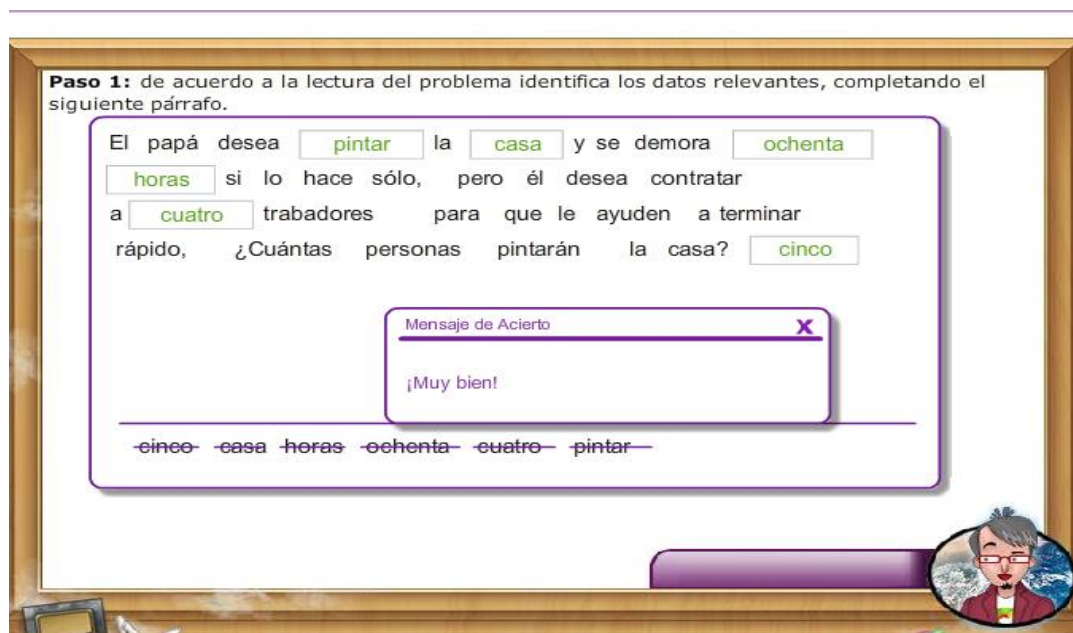 Paso 1: de acuerdo a la lectura del problema identifica los datos relevantes, completando el
siguiente párrafo.
El papá desea pintar la casa y se demora ochenta
horas si lo hace sólo, pero él desea contratar
a cuatro trabadores para que le ayuden a terminar
rápido, ¿Cuántas personas pintarán la casa? cinco
Mensaje de Acierto X
¡Muy bien!
cinco casa horas ochenta cuatro pintar